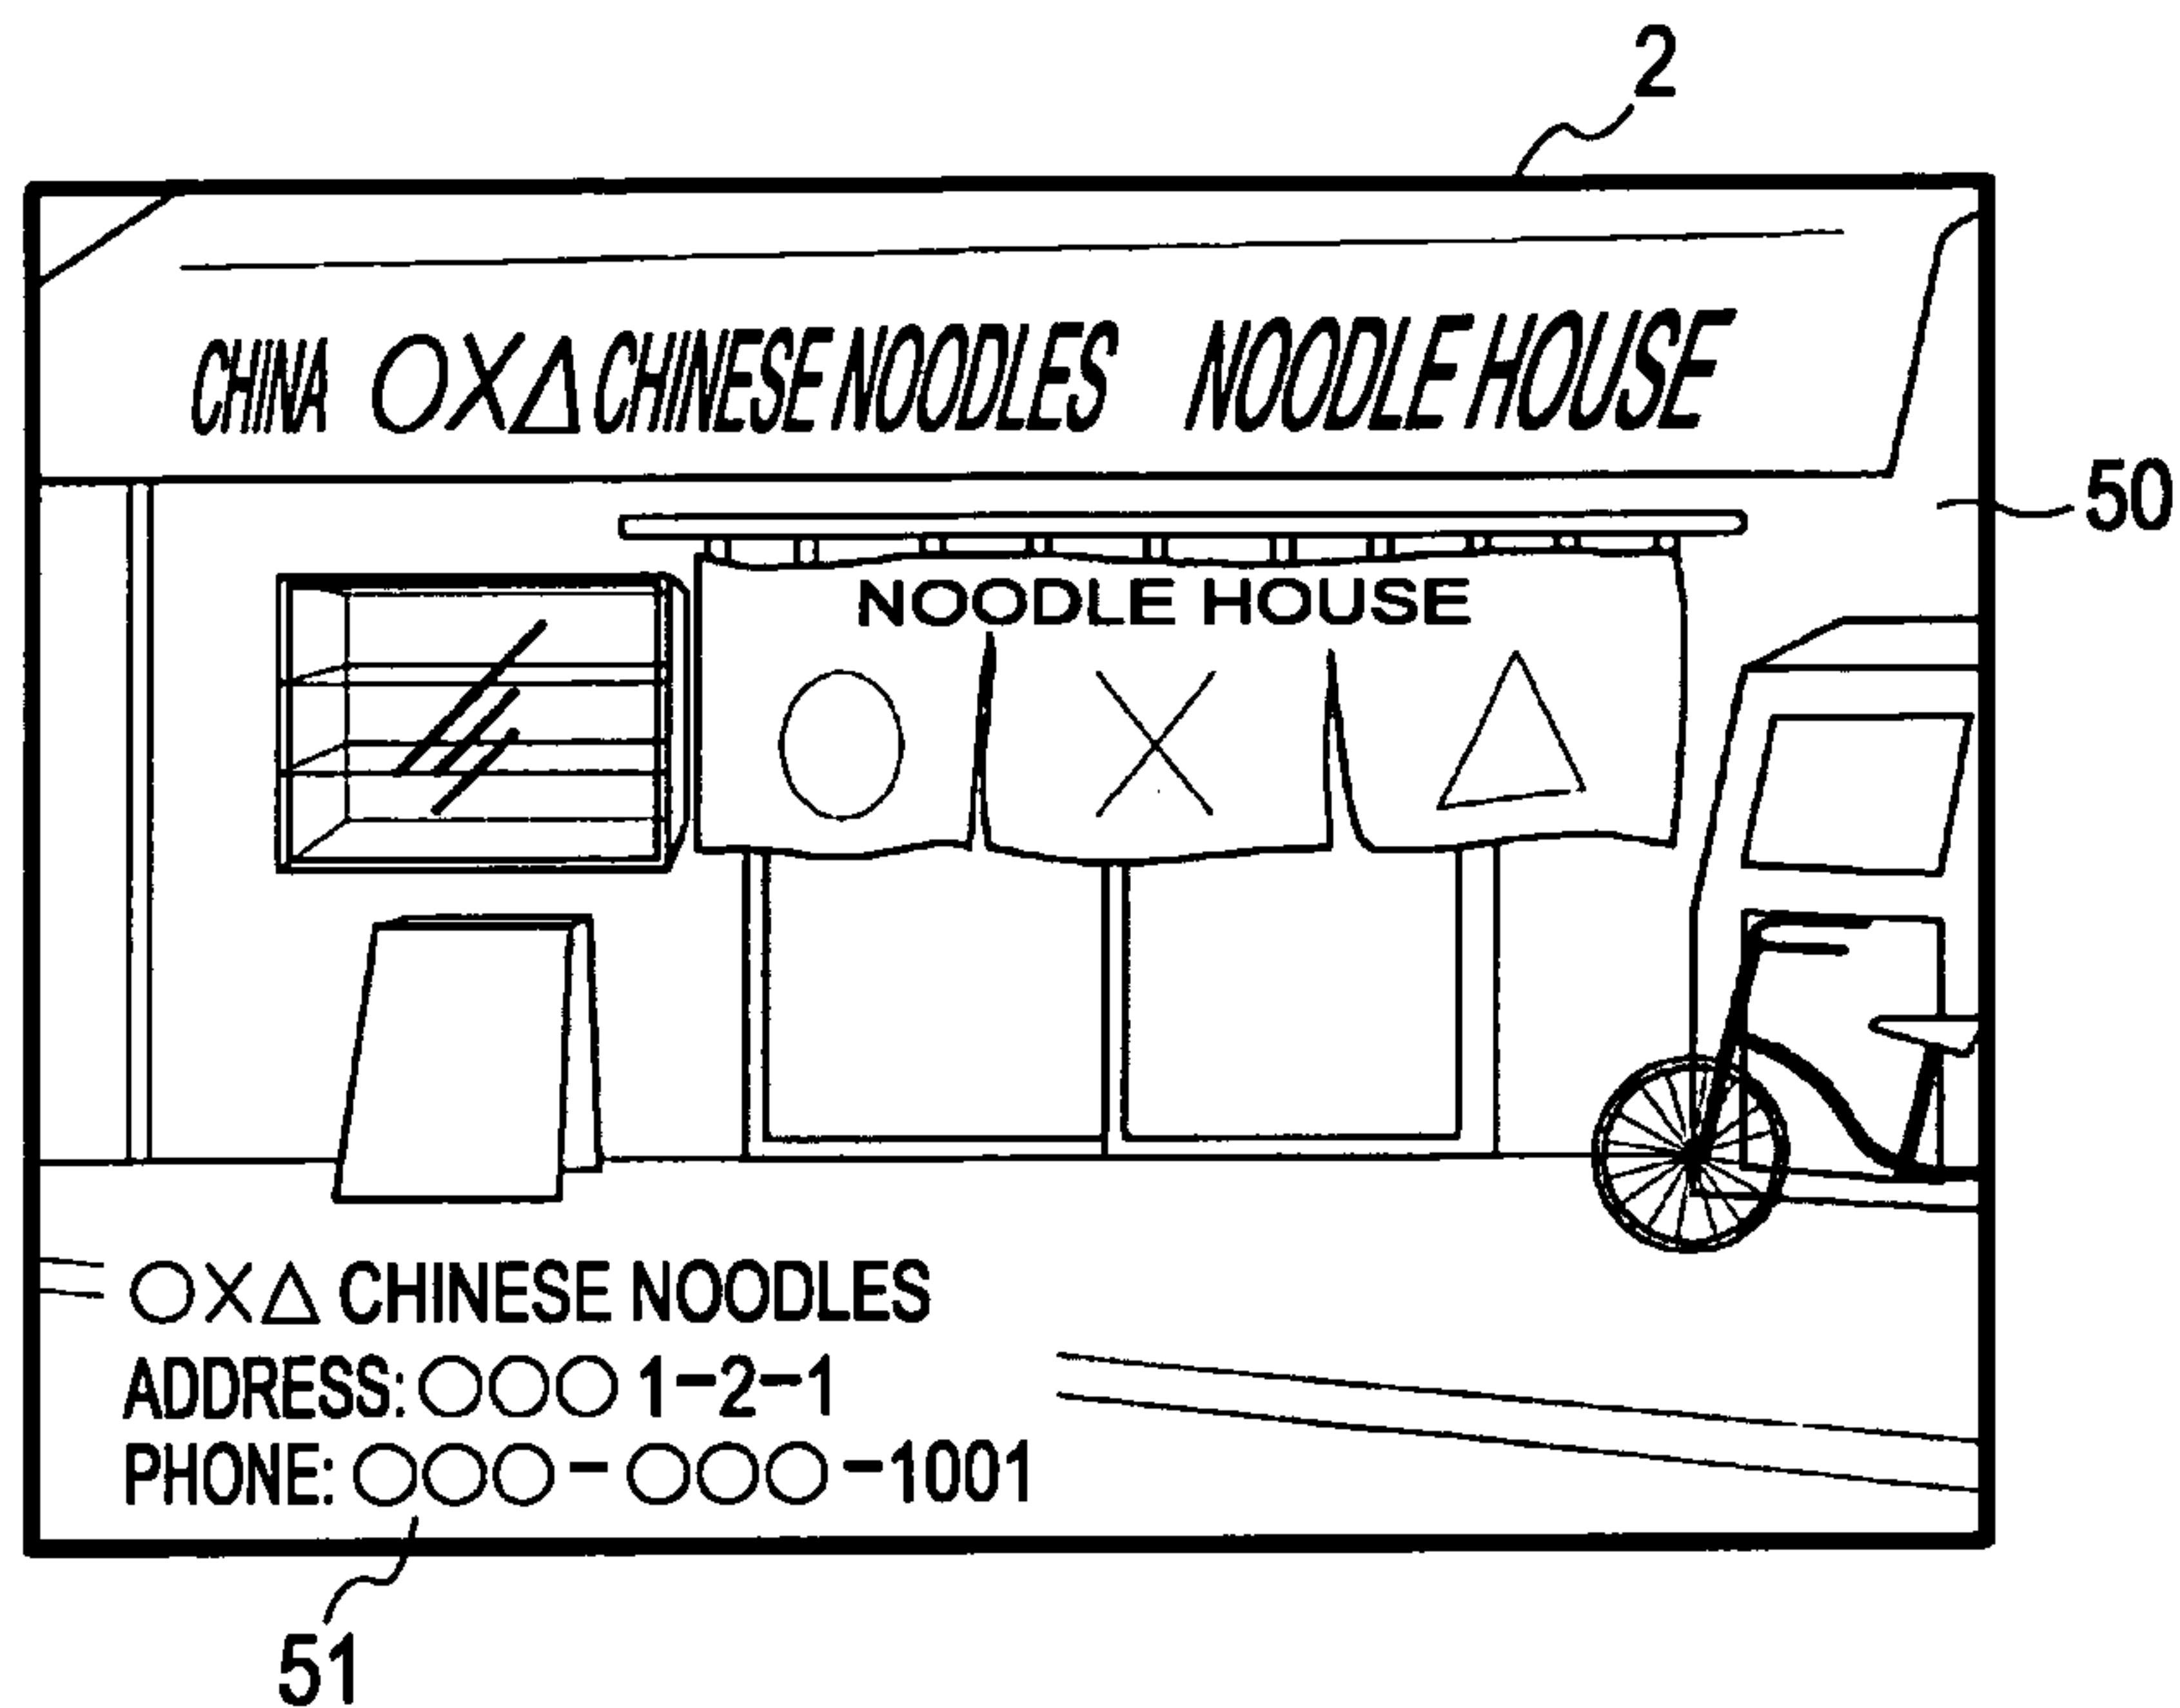 2
CHINA ○×△ CHINESE NOODLES NOODLE HOUSE
50
NOODLE HOUSE
○ × △
○×△ CHINESE NOODLES
ADDRESS: ○○○ 1-2-1
PHONE: ○○○-○○○-1001
51